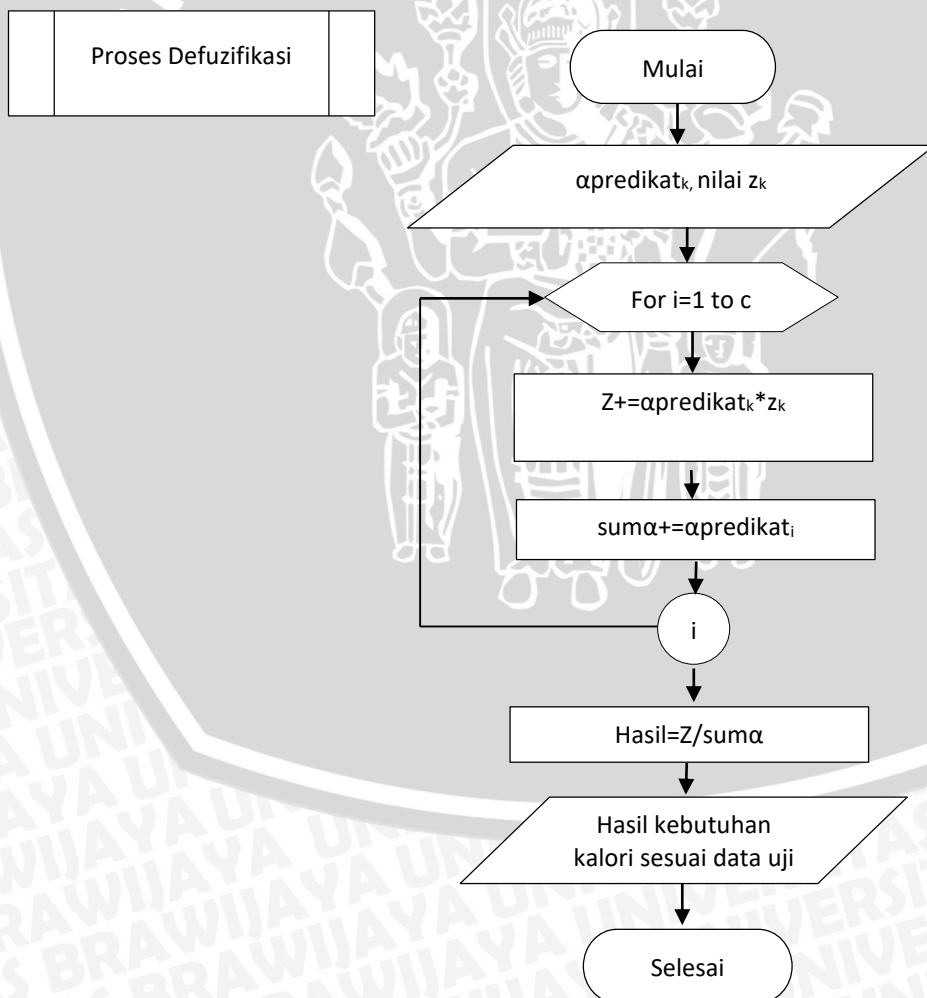 Proses Defuzifikasi
Mulai
αpredikatₖ, nilai zₖ
For i=1 to c
Z+=αpredikatₖ*zₖ
sumα+=αpredikatᵢ
i
Hasil=Z/sumα
Hasil kebutuhan
kalori sesuai data uji
Selesai